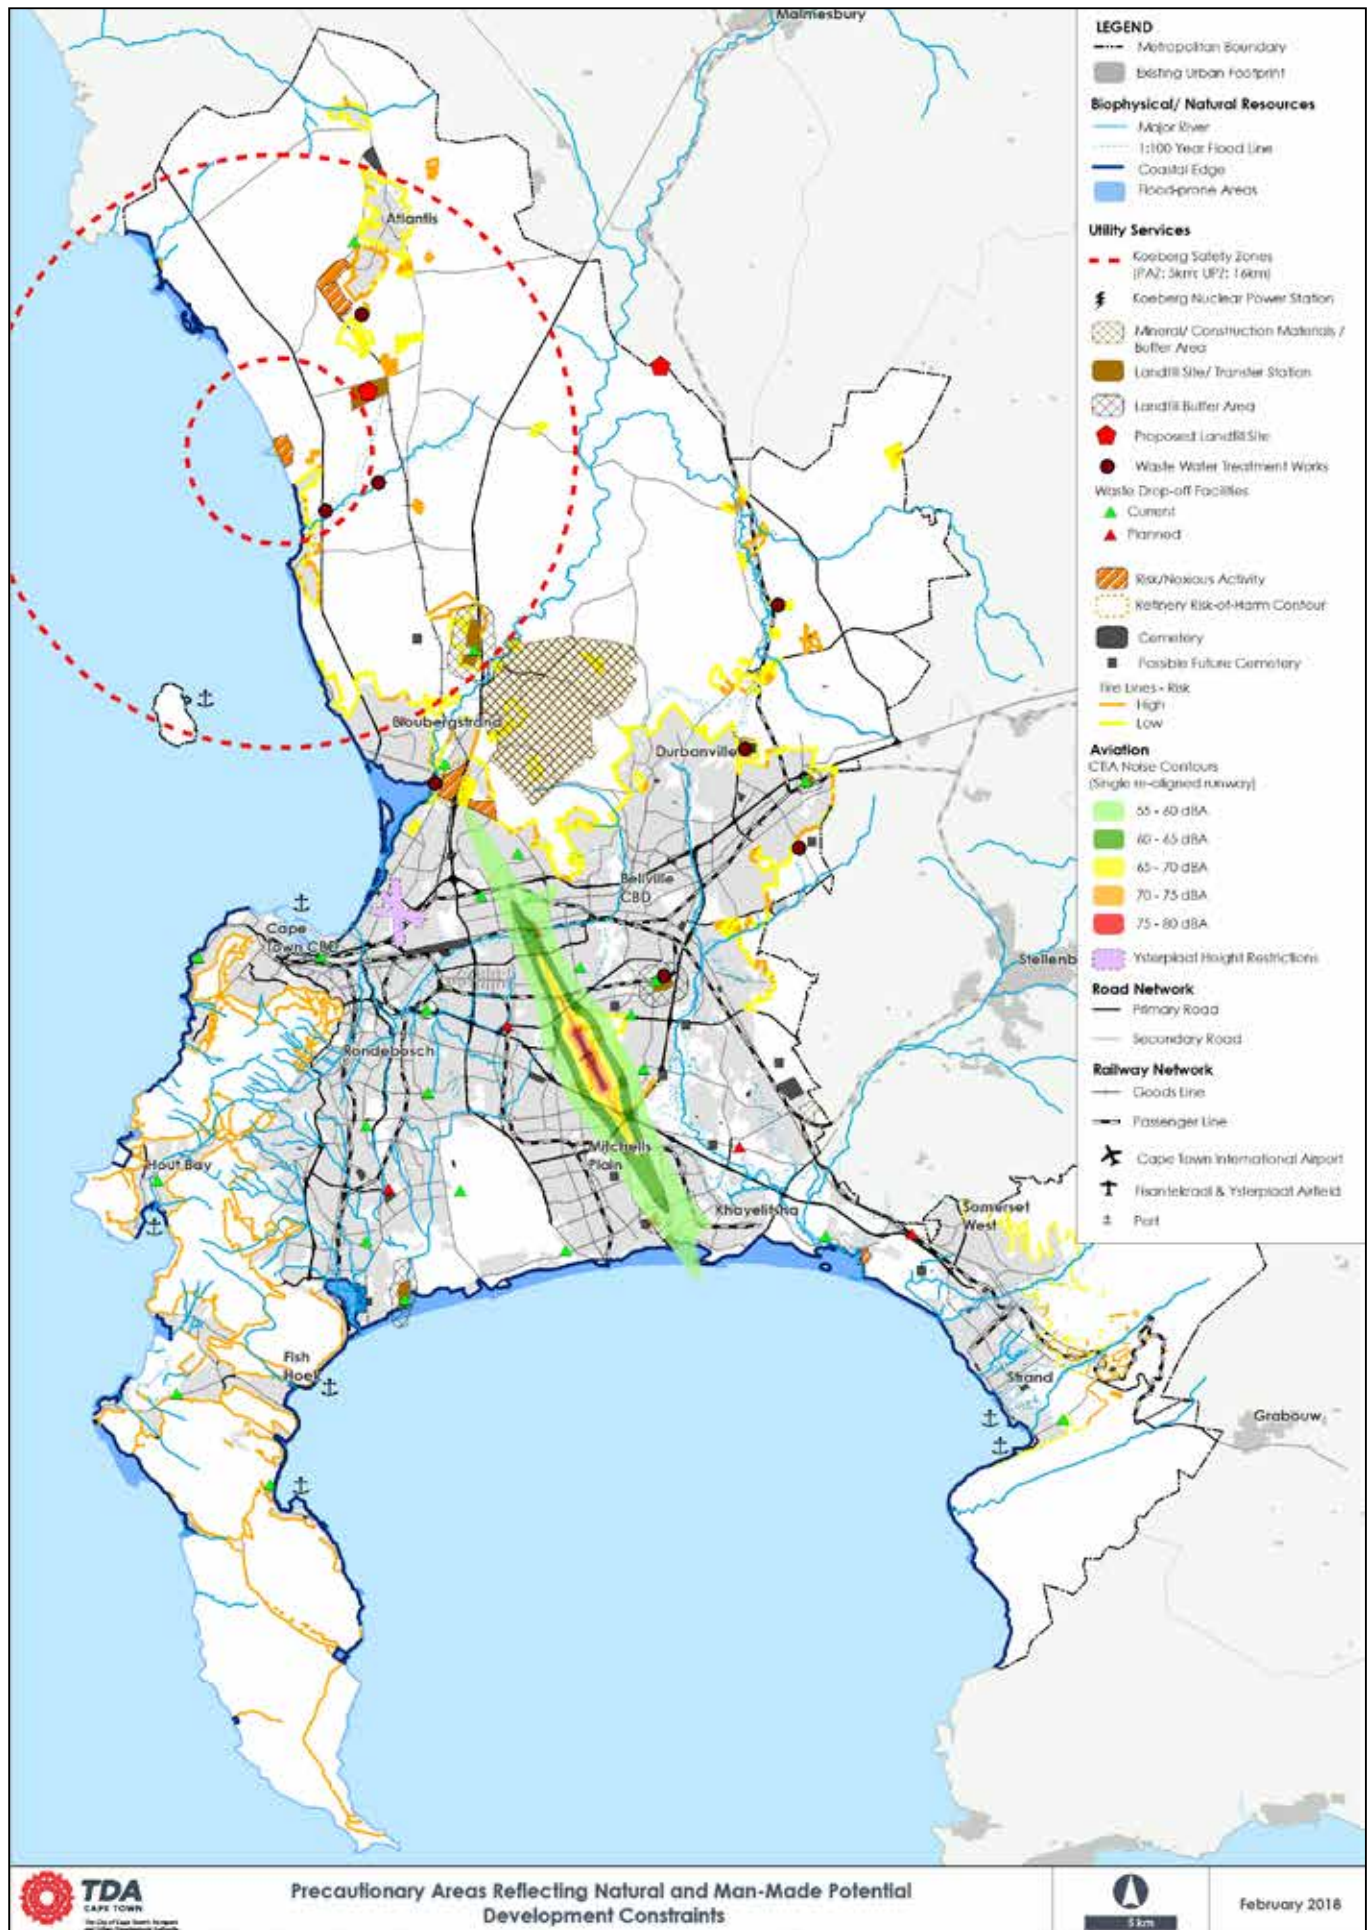 Malmesbury
Atlantis
Bloubergstrand
Durbanville
Bellville
CBD
Cape
Town CBD
Stellenb
Rondebosch
Hout Bay
Mitchells
Plain
Khayelitsha
Somerset
West
Fish
Hoek
Strand
Grabouw
LEGEND
Metropolitan Boundary
Existing Urban Footprint
Biophysical/ Natural Resources
Major River
1:100 Year Flood Line
Coastal Edge
Flood-prone Areas
Utility Services
Koeberg Safety Zones
(PAZ: 5km; UPZ: 16km)
Koeberg Nuclear Power Station
Mineral/ Construction Materials /
Buffer Area
Landfill Site/ Transfer Station
Landfill Buffer Area
Proposed Landfill Site
Waste Water Treatment Works
Waste Drop-off Facilities
Current
Planned
Risk/Noxious Activity
Refinery Risk-of-Harm Contour
Cemetery
Possible Future Cemetery
Fire Lines - Risk
High
Low
Aviation
CTIA Noise Contours
(Single re-aligned runway)
55 - 60 dBA
60 - 65 dBA
65 - 70 dBA
70 - 75 dBA
75 - 80 dBA
Ysterplaat Height Restrictions
Road Network
Primary Road
Secondary Road
Railway Network
Goods Line
Passenger Line
Cape Town International Airport
Fisantekraal & Ysterplaat Airfield
Port
TDA
CAPE TOWN
Precautionary Areas Reflecting Natural and Man-Made Potential
Development Constraints
5 km
February 2018